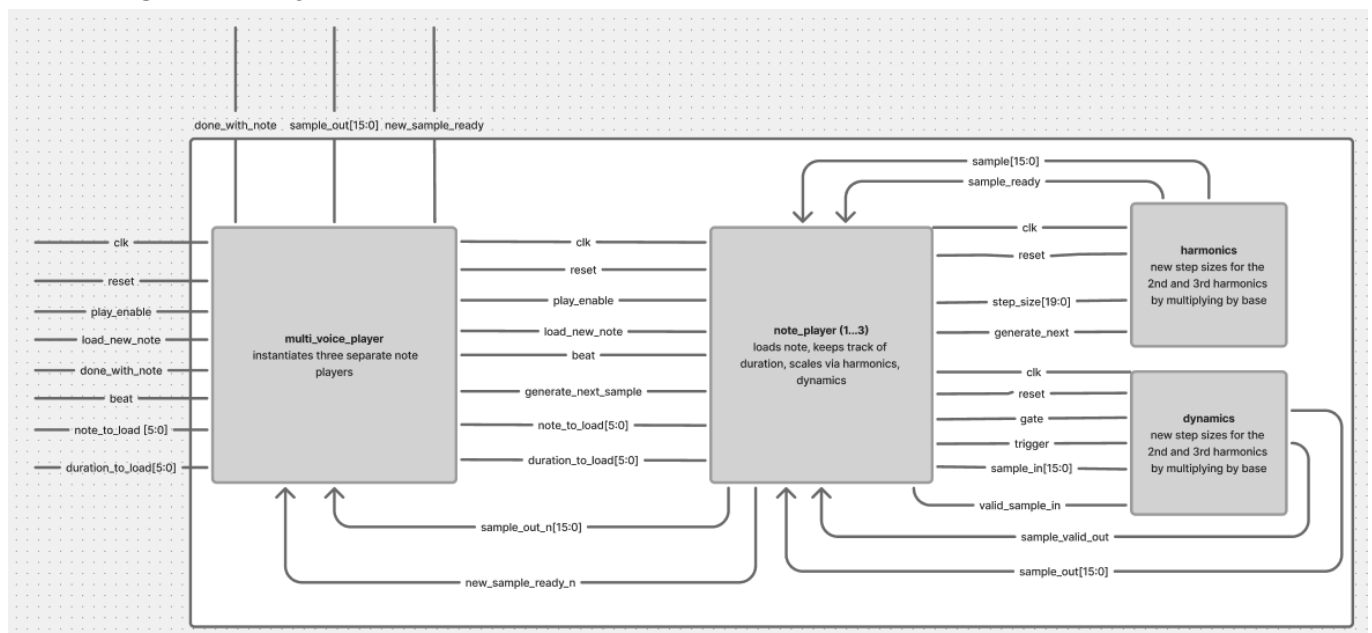 done_with_note sample_out[15:0] new_sample_ready
sample[15:0]
sample_ready
clk
reset
play_enable
load_new_note
done_with_note
beat
note_to_load [5:0]
duration_to_load[5:0]
multi_voice_player
instantiates three separate note
players
clk
reset
play_enable
load_new_note
beat
generate_next_sample
note_to_load[5:0]
duration_to_load[5:0]
sample_out_n[15:0]
new_sample_ready_n
note_player (1...3)
loads note, keeps track of
duration, scales via harmonics,
dynamics
clk
reset
step_size[19:0]
generate_next
harmonics
new step sizes for the
2nd and 3rd harmonics
by multiplying by base
clk
reset
gate
trigger
sample_in[15:0]
valid_sample_in
dynamics
new step sizes for the
2nd and 3rd harmonics
by multiplying by base
sample_valid_out
sample_out[15:0]